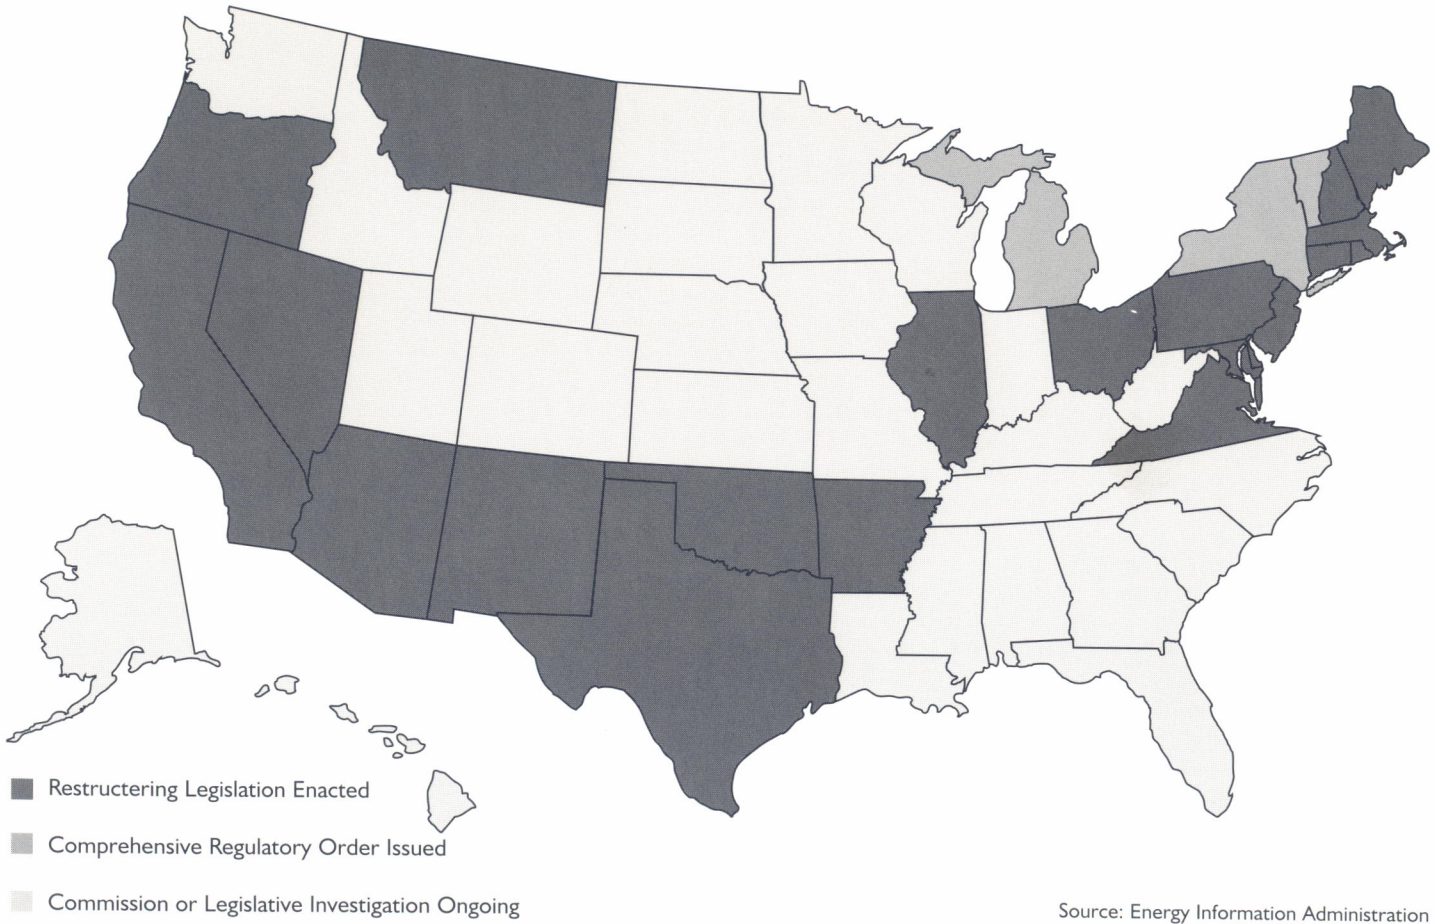 Restructering Legislation Enacted
Comprehensive Regulatory Order Issued
Commission or Legislative Investigation Ongoing
Source: Energy Information Administration